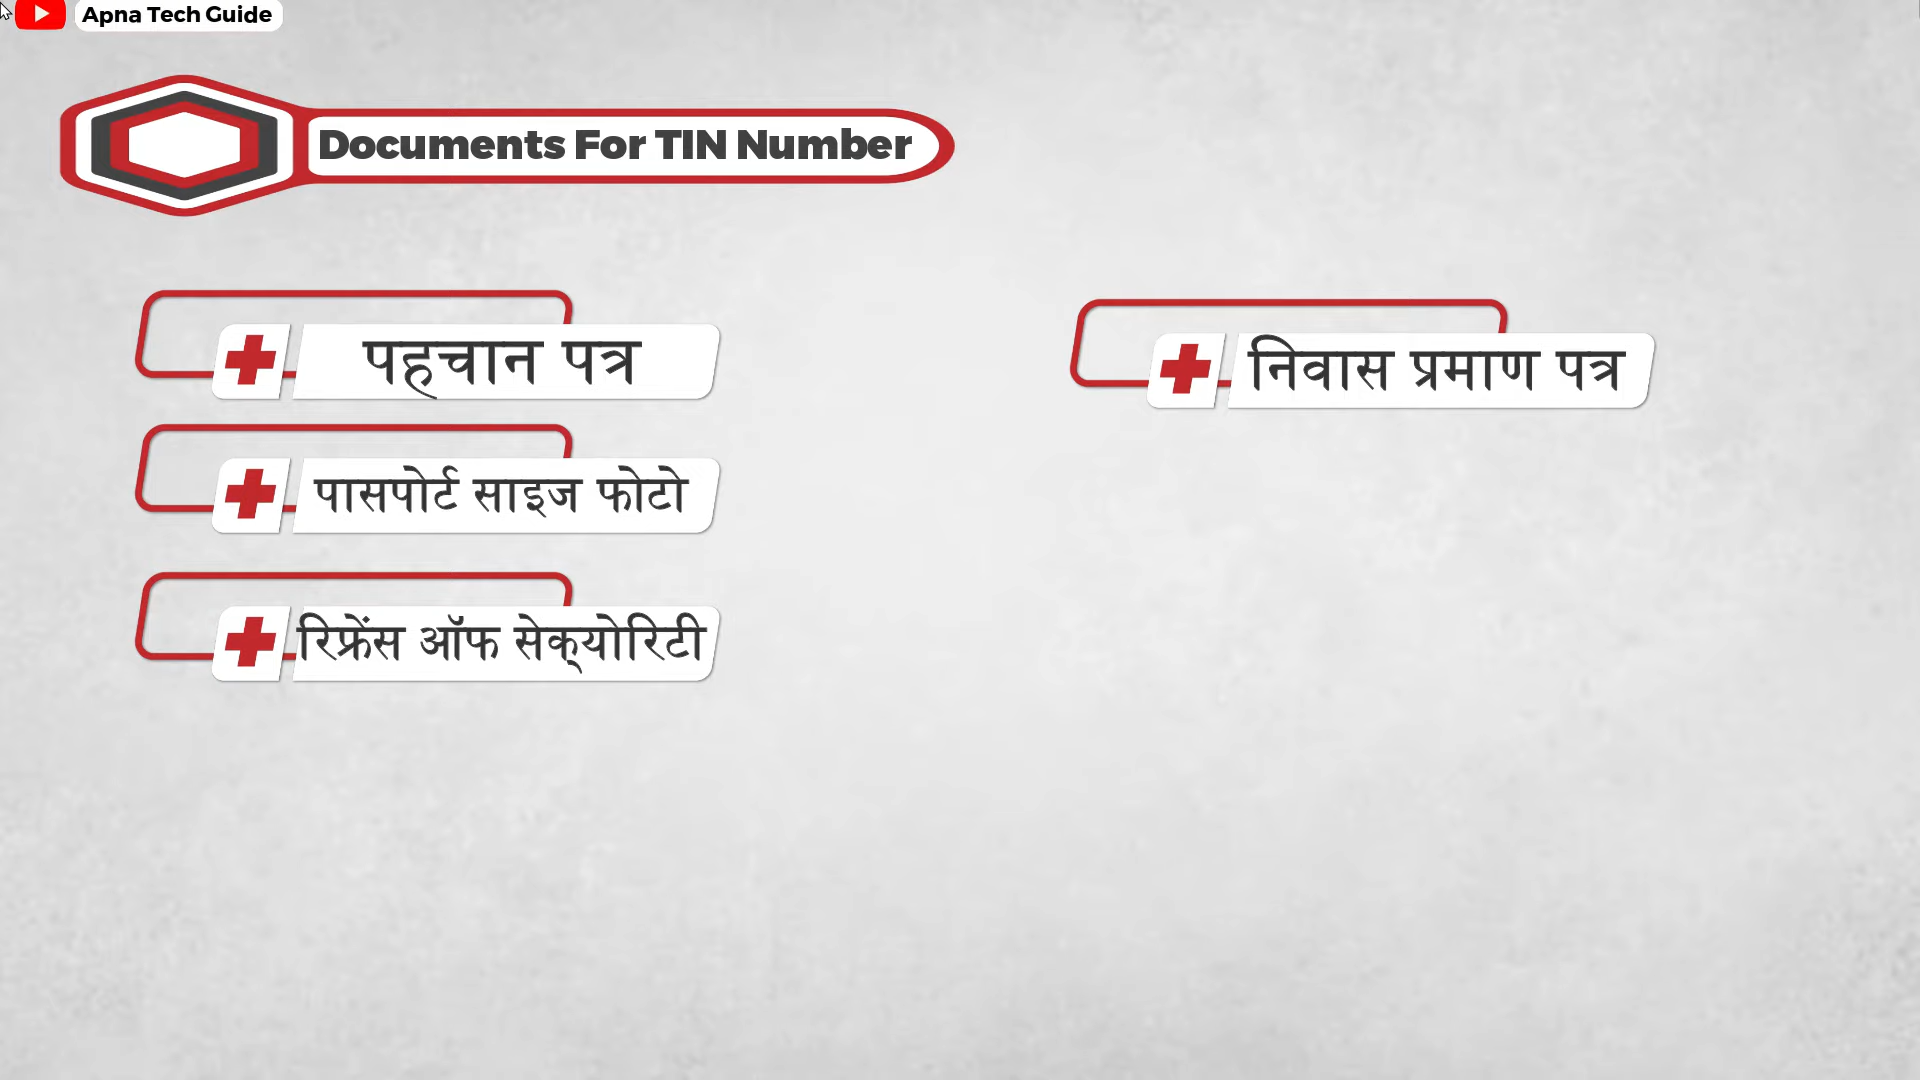 Apna Tech Guide
Documents For TIN Number
पहचान पत्र
निवास प्रमाण पत्र
पासपोर्ट साइज फोटो
रिफ्रेंस ऑफ सेक्योरिटी